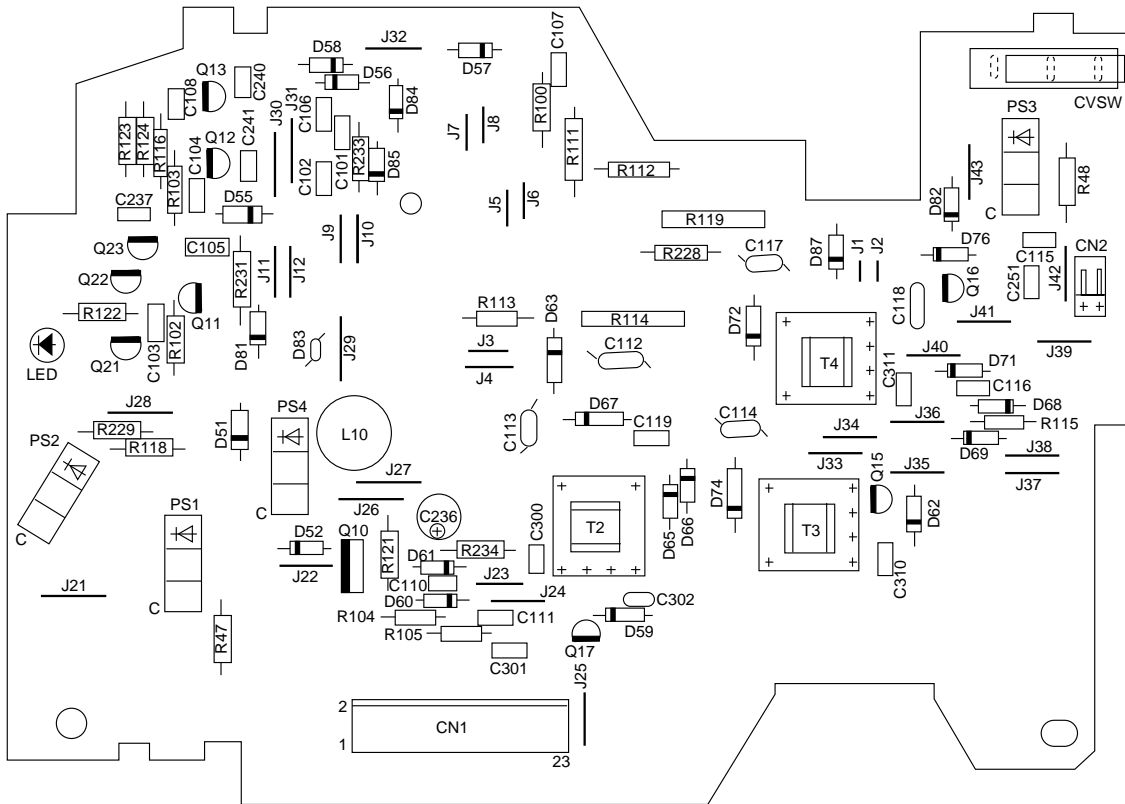 J32
D58
D57
C107
Q13
C240
D56
C108
J30
J31
C106
D84
CVSW
PS3
R100
R123
R124
R116
Q12
C241
C104
J7
J8
R111
C102
C101
R233
D85
R112
J43
R48
R103
D82
C
C237
D55
J5
J6
R119
Q23
C105
J9
J10
D87
J1
J2
D76
CN2
Q22
R231
J11
J12
R228
C117
Q16
C115
C251
J42
+ +
R122
Q11
R113
D63
R114
D72
C118
J41
C103
R102
D81
D83
J29
J3
C112
T4
+ + + + + + + +
C311
J40
J39
LED
Q21
J4
D71
C116
J28
PS4
D67
D68
PS2
R229
D51
L10
C113
C119
C114
J34
J36
R115
R118
D69
J38
J27
J33
Q15
J35
J37
PS1
C
J26
C236
+
C300
T2
+ + + + + + + +
D65
D66
D74
T3
+ + + + + + + +
D62
C
D52
Q10
R121
D61
R234
J22
C110
J23
C310
J21
C
D60
J24
C302
R104
C111
D59
R47
R105
Q17
C301
J25
2
CN1
1
23